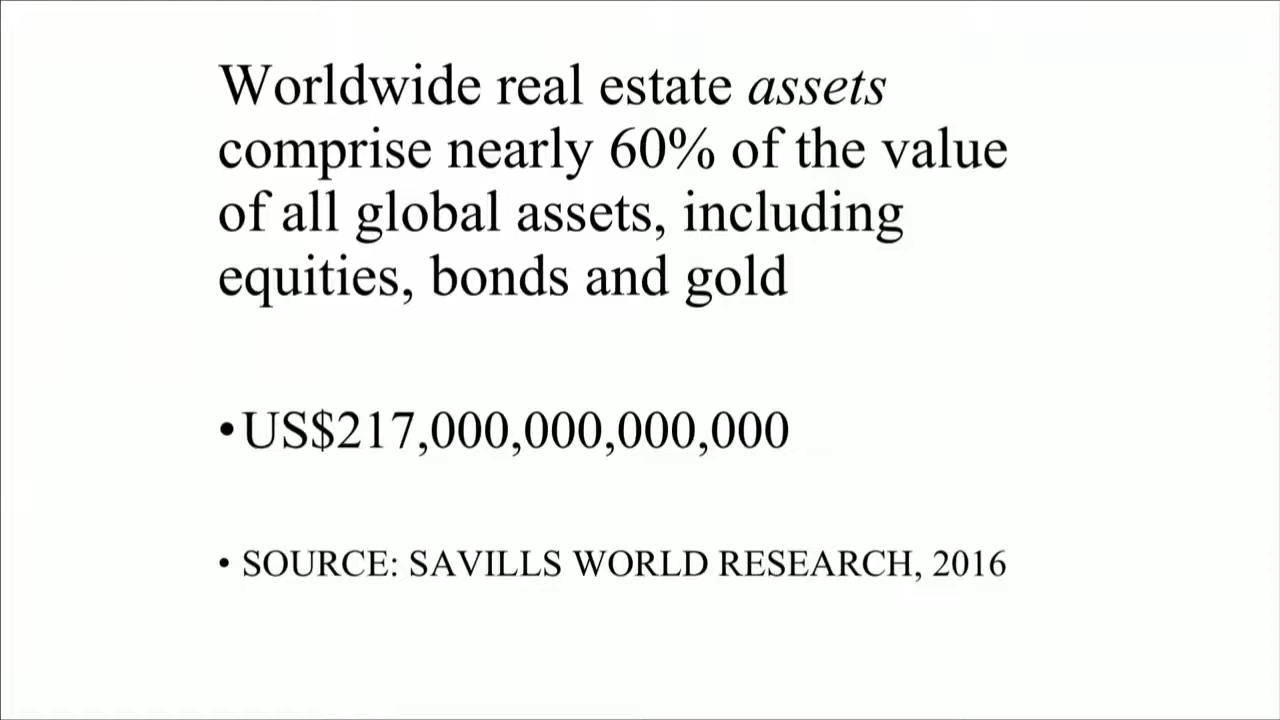 Worldwide real estate assets
comprise nearly 60% of the value
of all global assets, including
equities, bonds and gold
•US$217,000,000,000,000
• SOURCE: SAVILLS WORLD RESEARCH, 2016